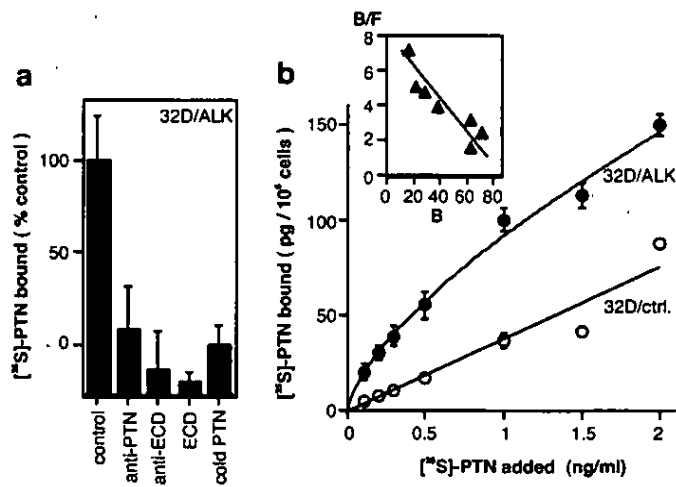 a
32D/ALK
[³⁵S]-PTN bound ( % control )
100
50
0
control
anti-PTN
anti-ECD
ECD
cold PTN
b
B/F
8
6
4
2
0
0 20 40 60 80
B
[³⁵S]-PTN bound ( pg / 10⁶ cells )
150
100
50
0
32D/ALK
32D/ctrl.
0 0.5 1 1.5 2
[³⁵S]-PTN added (ng/ml)